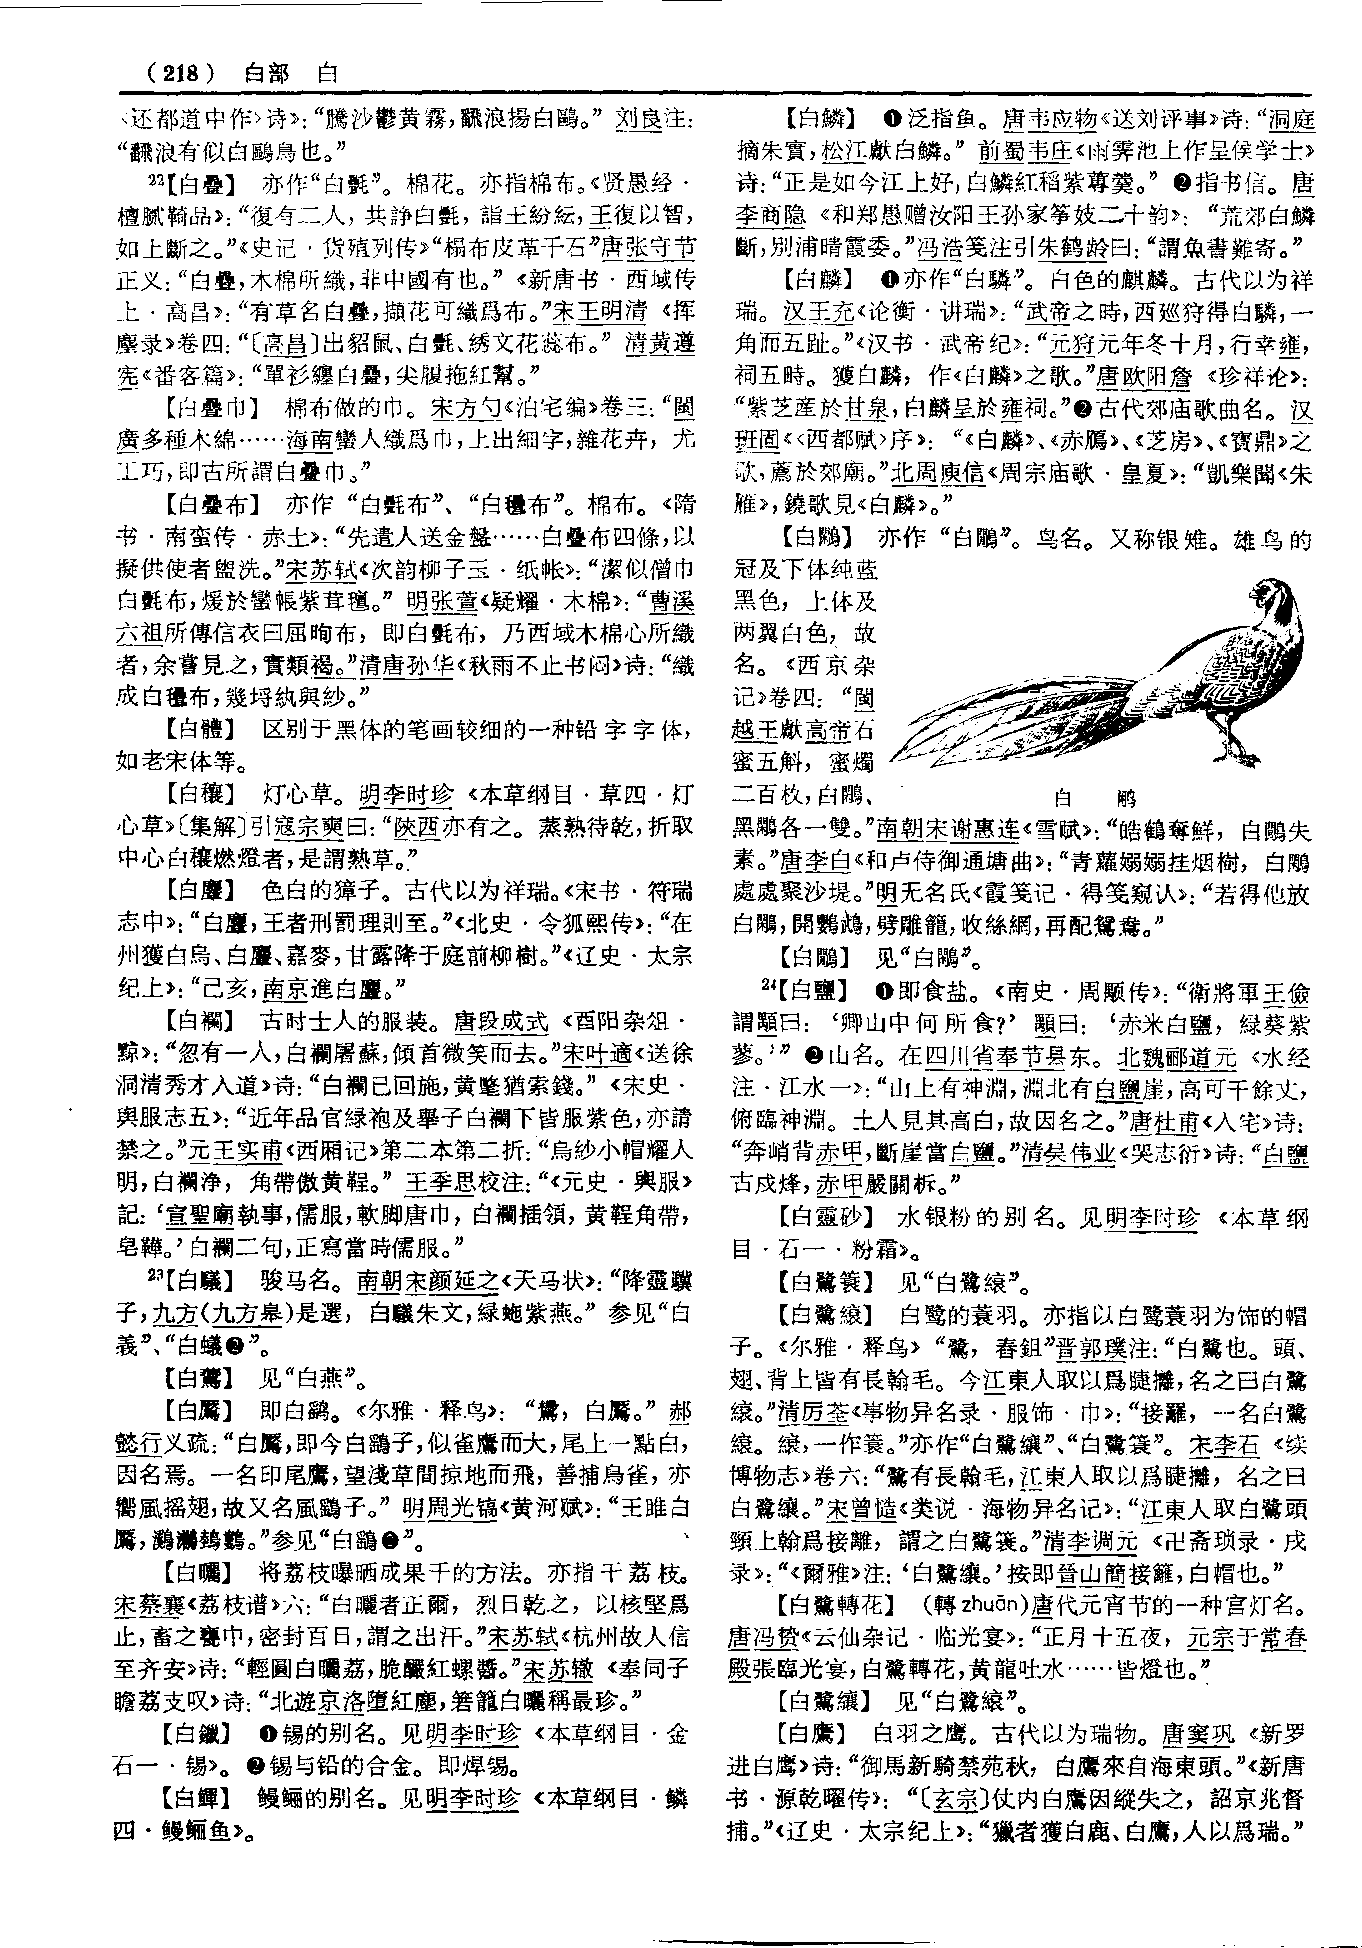 (218) 白部 白
〈还都道中作〉诗》：“騰沙鬱黄霧，飜浪揚白鷗。” 刘良注：
“飜浪有似白鷗鳥也。”
²²【白疊】 亦作“白氎”。棉花。亦指棉布。《贤愚经·
檀腻䩭品》：“復有二人，共諍白氎，詣王紛紜，王復以智，
如上斷之。”《史记·货殖列传》“榻布皮革千石”唐张守节
正义：“白疊，木棉所織，非中國有也。”《新唐书·西域传
上·高昌》：“有草名白疊，擷花可織爲布。”宋王明清《挥
麈录》卷四：“〔高昌〕出貂鼠、白氎、绣文花蕊布。” 清黄遵
宪《番客篇》：“單衫纏白疊，尖履拖紅幫。”
【白疊巾】 棉布做的巾。宋方勺《泊宅编》卷三：“閩
廣多種木綿……海南蠻人織爲巾，上出細字，雜花卉，尤
工巧，即古所謂白疊巾。”
【白疊布】 亦作“白氎布”、“白㲲布”。棉布。《隋
书·南蛮传·赤土》：“先遣人送金盤……白疊布四條，以
擬供使者盥洗。”宋苏轼《次韵柳子玉·纸帐》：“潔似僧巾
白氎布，煖於蠻帳紫茸氊。” 明张萱《疑耀·木棉》：“曹溪
六祖所傳信衣曰屈眴布，即白氎布，乃西域木棉心所織
者，余嘗見之，實類褐。”清唐孙华《秋雨不止书闷》诗：“織
成白㲲布，幾埒紈與紗。”
【白體】 区别于黑体的笔画较细的一种铅字字体，
如老宋体等。
【白穰】 灯心草。明李时珍《本草纲目·草四·灯
心草》〔集解〕引寇宗奭曰：“陝西亦有之。蒸熟待乾，折取
中心白穰燃燈者，是謂熟草。”
【白麞】 色白的獐子。古代以为祥瑞。《宋书·符瑞
志中》：“白麞，王者刑罰理則至。”《北史·令狐熙传》：“在
州獲白烏、白麞、嘉麥，甘露降于庭前柳樹。”《辽史·太宗
纪上》：“己亥，南京進白麞。”
【白襴】 古时士人的服装。唐段成式《酉阳杂俎·
黥》：“忽有一人，白襴屠蘇，傾首微笑而去。”宋叶適《送徐
洞清秀才入道》诗：“白襴已回施，黄氅猶索錢。”《宋史·
舆服志五》：“近年品官緑袍及舉子白襴下皆服紫色，亦請
禁之。”元王实甫《西厢记》第二本第二折：“烏紗小帽耀人
明，白襴净，角帶傲黄鞓。” 王季思校注：“《元史·輿服》
記：‘宣聖廟執事，儒服，軟脚唐巾，白襴插領，黄鞓角帶，
皂鞾。’白襴二句，正寫當時儒服。”
²³【白鸃】 骏马名。南朝宋颜延之《天马状》：“降靈驥
子，九方（九方皋）是選，白鸃朱文，緑虵紫燕。” 参见“白
義”、“白蟻❷”。
【白鷰】 见“白燕”。
【白鷢】 即白鹞。《尔雅·释鸟》：“鸉，白鷢。” 郝
懿行义疏：“白鷢，即今白鷂子，似雀鷹而大，尾上一點白，
因名焉。一名印尾鷹，望淺草間掠地而飛，善捕鳥雀，亦
嚮風摇翅，故又名風鷂子。” 明周光镐《黄河赋》：“王雎白
鷢，鸂鶒鵁鶄。”参见“白鷂❷”。
【白曬】 将荔枝曝晒成果干的方法。亦指干荔枝。
宋蔡襄《荔枝谱》六：“白曬者正爾，烈日乾之，以核堅爲
止，畜之甕中，密封百日，謂之出汗。”宋苏轼《杭州故人信
至齐安》诗：“輕圓白曬荔，脆釅紅螺醬。”宋苏辙《奉同子
瞻荔支叹》诗：“北遊京洛墮紅塵，箬籠白曬稱最珍。”
【白鑞】 ❶锡的别名。见明李时珍《本草纲目·金
石一·锡》。❷锡与铅的合金。即焊锡。
【白鱓】 鳗鲡的别名。见明李时珍《本草纲目·鳞
四·鳗鲡鱼》。
【白鱗】 ❶泛指鱼。唐韦应物《送刘评事》诗：“洞庭
摘朱實，松江獻白鱗。” 前蜀韦庄《雨霁池上作呈侯学士》
诗：“正是如今江上好，白鱗紅稻紫蓴羹。” ❷指书信。唐
李商隐《和郑愚赠汝阳王孙家筝妓二十韵》：“荒郊白鱗
斷，别浦晴霞委。”冯浩笺注引朱鹤龄曰：“謂魚書難寄。”
【白麟】 ❶亦作“白驎”。白色的麒麟。古代以为祥
瑞。汉王充《论衡·讲瑞》：“武帝之時，西巡狩得白驎，一
角而五趾。”《汉书·武帝纪》：“元狩元年冬十月，行幸雍，
祠五畤。獲白麟，作《白麟》之歌。”唐欧阳詹《珍祥论》：
“紫芝産於甘泉，白麟呈於雍祠。”❷古代郊庙歌曲名。汉
班固《〈西都赋〉序》：“《白麟》、《赤鴈》、《芝房》、《寶鼎》之
歌，薦於郊廟。”北周庾信《周宗庙歌·皇夏》：“凱樂聞《朱
雁》，鐃歌見《白麟》。”
【白鷳】 亦作“白鷴”。鸟名。又称银雉。雄鸟的
冠及下体纯蓝
黑色，上体及
两翼白色，故
名。《西京杂
记》卷四：“閩
越王獻高帝石
蜜五斛，蜜燭
二百枚，白鷳、
白 鹇
黑鷳各一雙。”南朝宋谢惠连《雪赋》：“皓鶴奪鮮，白鷳失
素。”唐李白《和卢侍御通塘曲》：“青蘿嫋嫋挂烟樹，白鷳
處處聚沙堤。”明无名氏《霞笺记·得笺窥认》：“若得他放
白鷳，開鸚鵡，劈雕籠，收絲網，再配鴛鴦。”
【白鷴】 见“白鷳”。
²⁴【白鹽】 ❶即食盐。《南史·周颙传》：“衛將軍王儉
謂顒曰：‘卿山中何所食？’顒曰：‘赤米白鹽，緑葵紫
蓼。’” ❷山名。在四川省奉节县东。北魏郦道元《水经
注·江水一》：“山上有神淵，淵北有白鹽崖，高可千餘丈，
俯臨神淵。土人見其高白，故因名之。”唐杜甫《入宅》诗：
“奔峭背赤甲，斷崖當白鹽。”清吴伟业《哭志衍》诗：“白鹽
古戍烽，赤甲嚴關柝。”
【白靈砂】 水银粉的别名。见明李时珍《本草纲
目·石一·粉霜》。
【白鷺蓑】 见“白鷺縗”。
【白鷺縗】 白鹭的蓑羽。亦指以白鹭蓑羽为饰的帽
子。《尔雅·释鸟》“鷺，舂鉏”晋郭璞注：“白鷺也。頭、
翅、背上皆有長翰毛。今江東人取以爲睫攡，名之曰白鷺
縗。”清厉荃《事物异名录·服饰·巾》：“接䍦，一名白鷺
縗。縗，一作蓑。”亦作“白鷺纕”、“白鷺簑”。宋李石《续
博物志》卷六：“鷺有長翰毛，江東人取以爲睫攡，名之曰
白鷺纕。”宋曾慥《类说·海物异名记》：“江東人取白鷺頭
頸上翰爲接離，謂之白鷺簑。”清李调元《卍斋琐录·戌
录》：“《爾雅》注：‘白鷺纕。’按即晉山簡接籬，白帽也。”
【白鷺轉花】 （轉zhuān）唐代元宵节的一种宫灯名。
唐冯贽《云仙杂记·临光宴》：“正月十五夜，元宗于常春
殿張臨光宴，白鷺轉花，黄龍吐水……皆燈也。”
【白鷺纕】 见“白鷺縗”。
【白鷹】 白羽之鹰。古代以为瑞物。唐窦巩《新罗
进白鹰》诗：“御馬新騎禁苑秋，白鷹來自海東頭。”《新唐
书·源乾曜传》：“〔玄宗〕仗内白鷹因縱失之，詔京兆督
捕。”《辽史·太宗纪上》：“獵者獲白鹿、白鷹，人以爲瑞。”